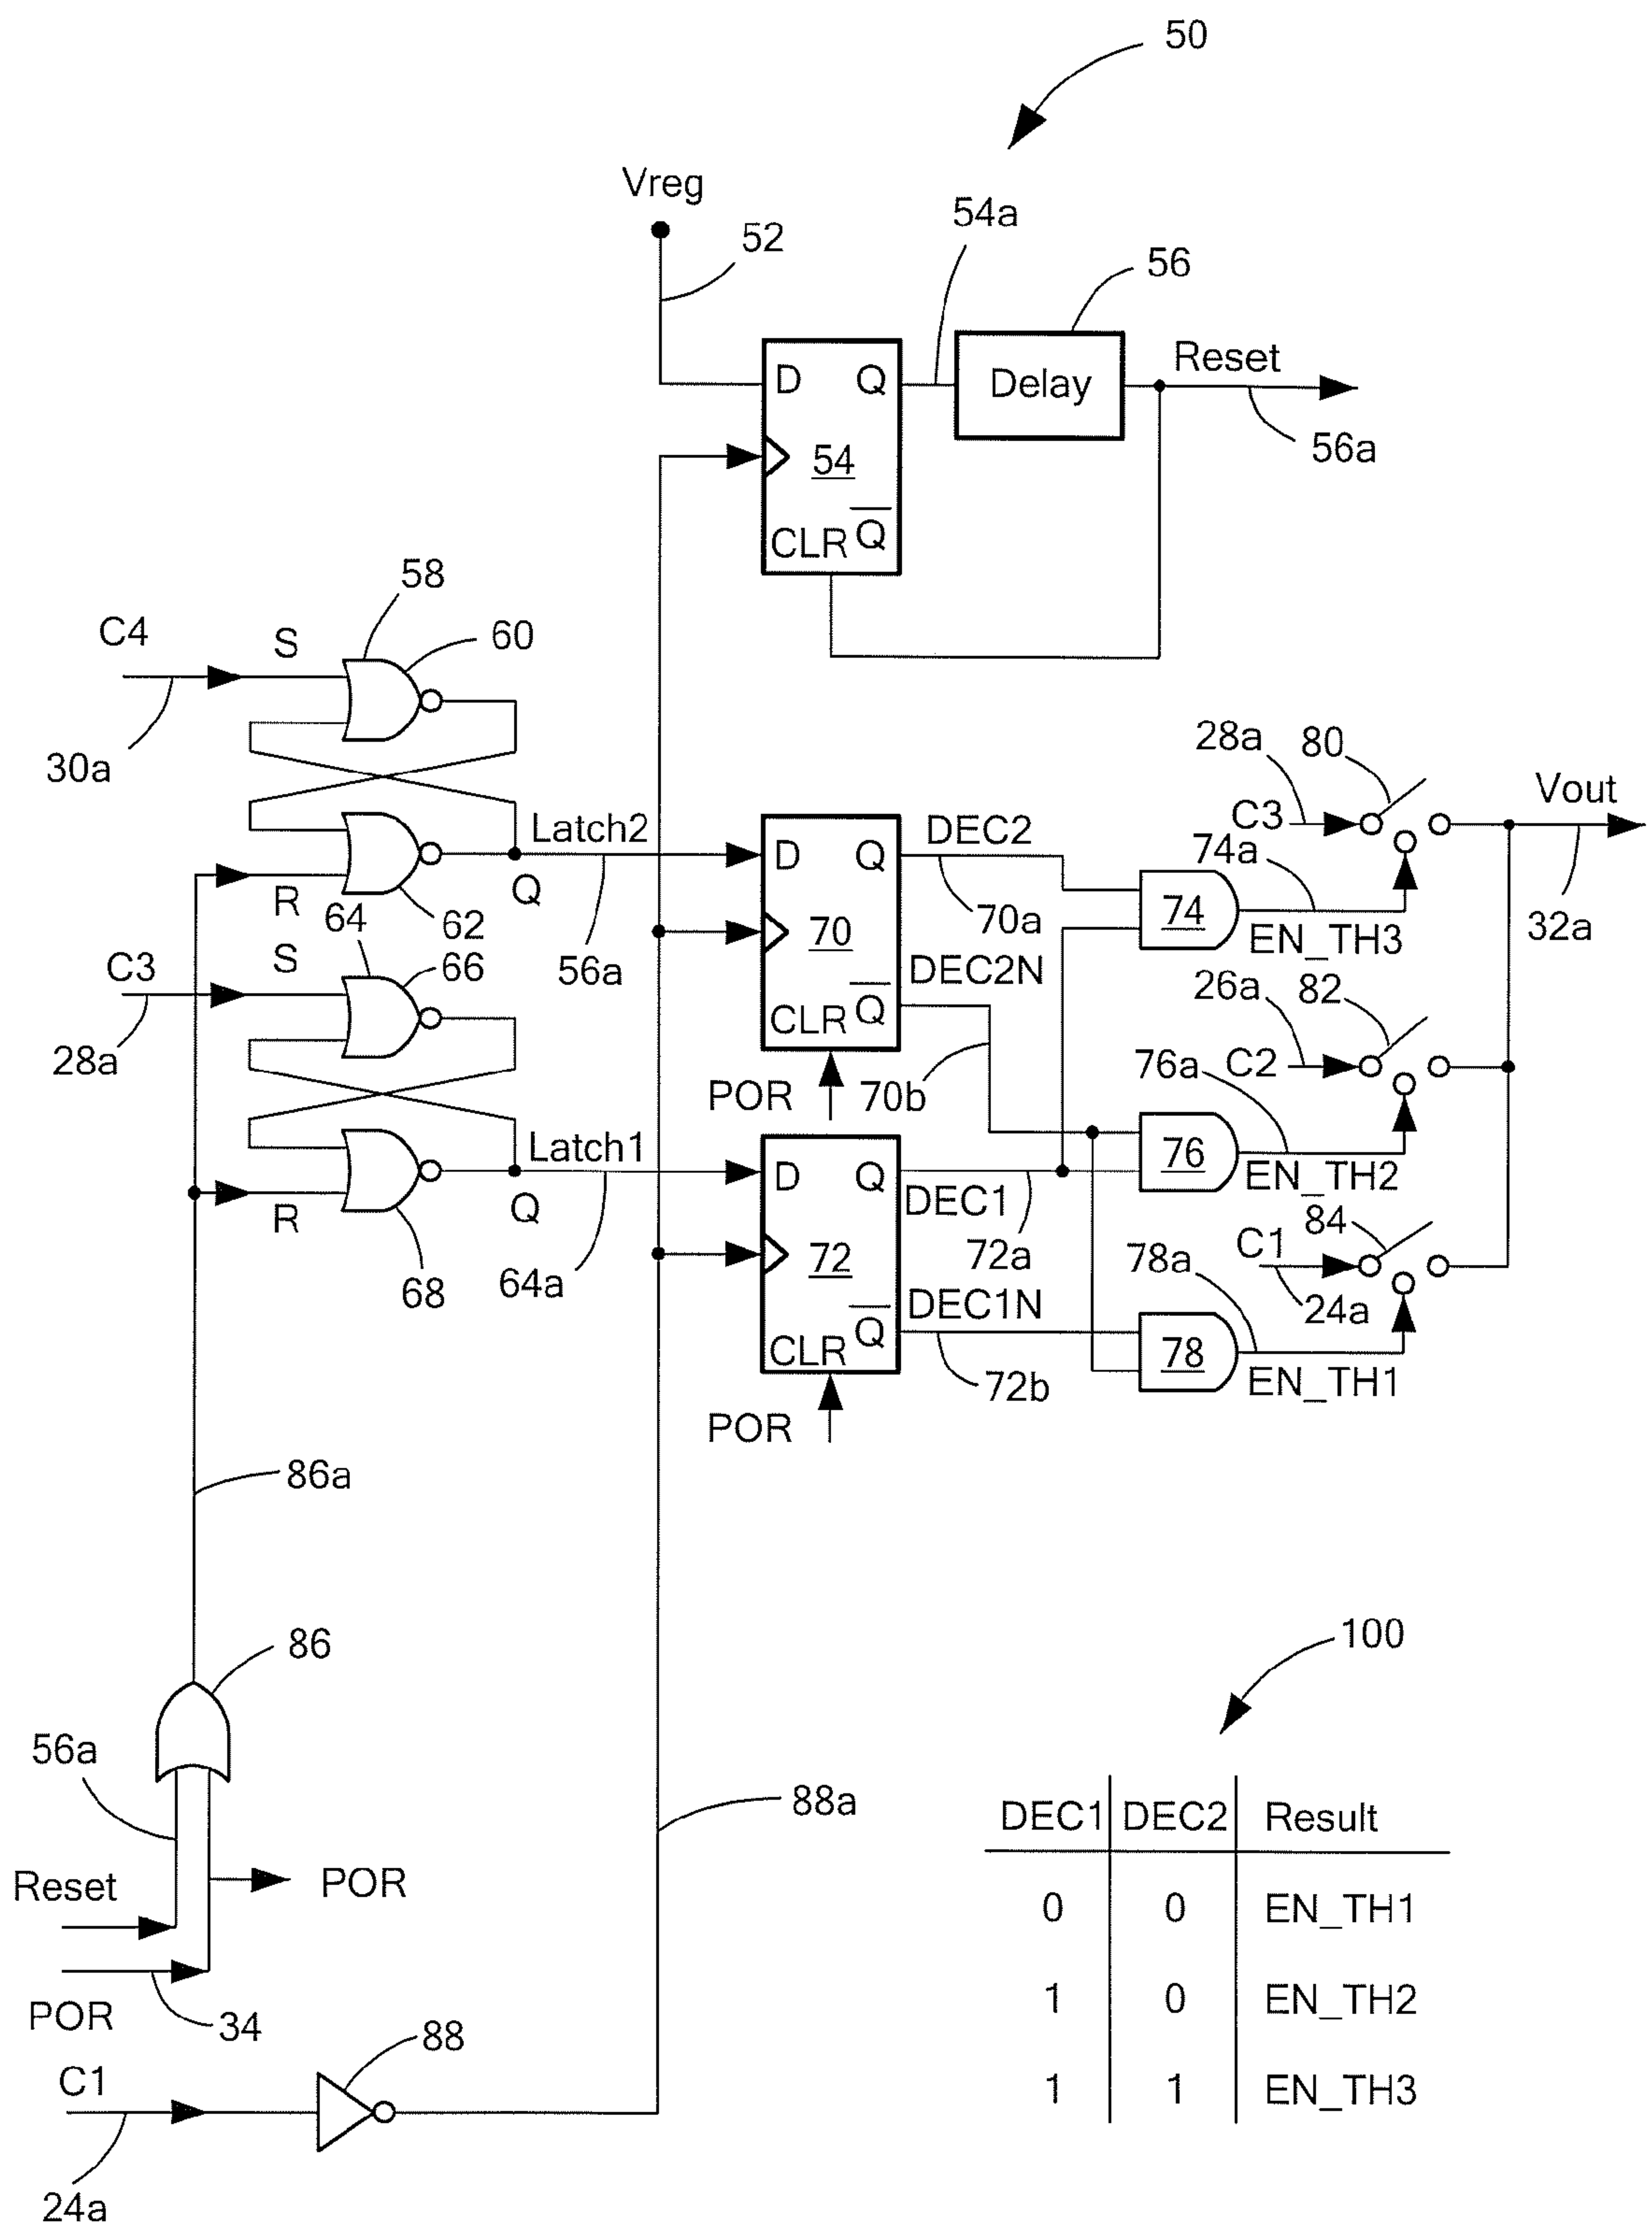 50
Vreg
52
54a
56
D Q
Delay
Reset
54
56a
CLR Q
58
C4
S
60
30a
Latch2
R
64
62
Q
56a
D Q
70
CLR Q
POR
DEC2
70a
DEC2N
70b
74
74a
EN_TH3
28a
80
C3
Vout
32a
C3
S
66
28a
Latch1
R
68
Q
64a
D Q
72
CLR Q
POR
DEC1
72a
DEC1N
72b
76
76a
EN_TH2
26a
82
C2
78
78a
EN_TH1
84
C1
24a
86a
86
56a
Reset
POR
POR
34
88a
88
C1
24a
100
DEC1 DEC2 Result
0 0 EN_TH1
1 0 EN_TH2
1 1 EN_TH3